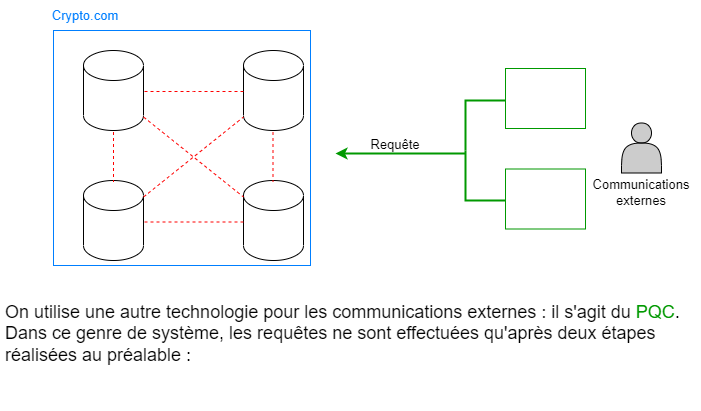 Crypto.com
Requête
Communications
externes
On utilise une autre technologie pour les communications externes : il s'agit du PQC.
Dans ce genre de système, les requêtes ne sont effectuées qu'après deux étapes
réalisées au préalable :